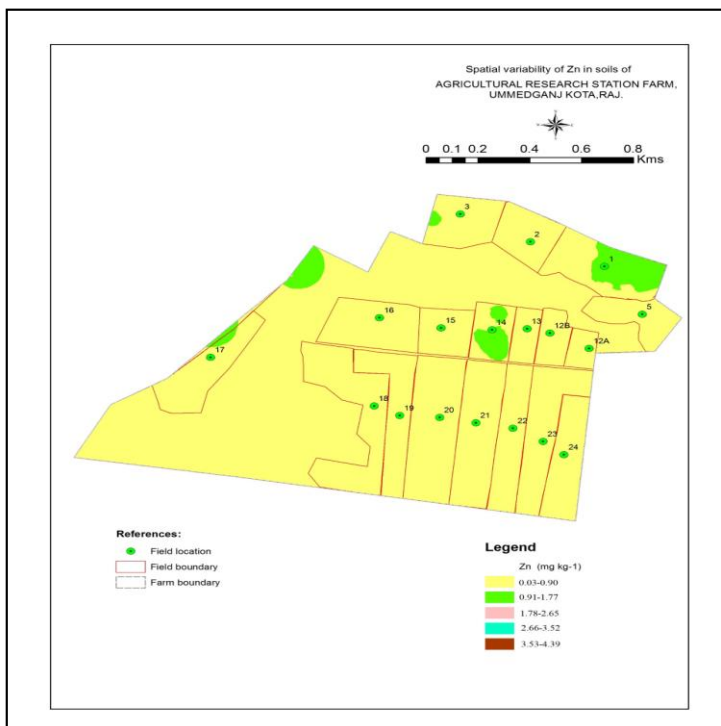 Spatial variability of Zn in soils of
AGRICULTURAL RESEARCH STATION FARM,
UMMEDGANJ KOTA,RAJ.
0 0.1 0.2 0.4 0.6 0.8
Kms
3
2
1
5
16
15
14
13
12B
12A
17
18
19
20
21
22
23
24
References:
Field location
Field boundary
Farm boundary
Legend
Zn (mg kg-1)
0.03-0.90
0.91-1.77
1.78-2.65
2.66-3.52
3.53-4.39